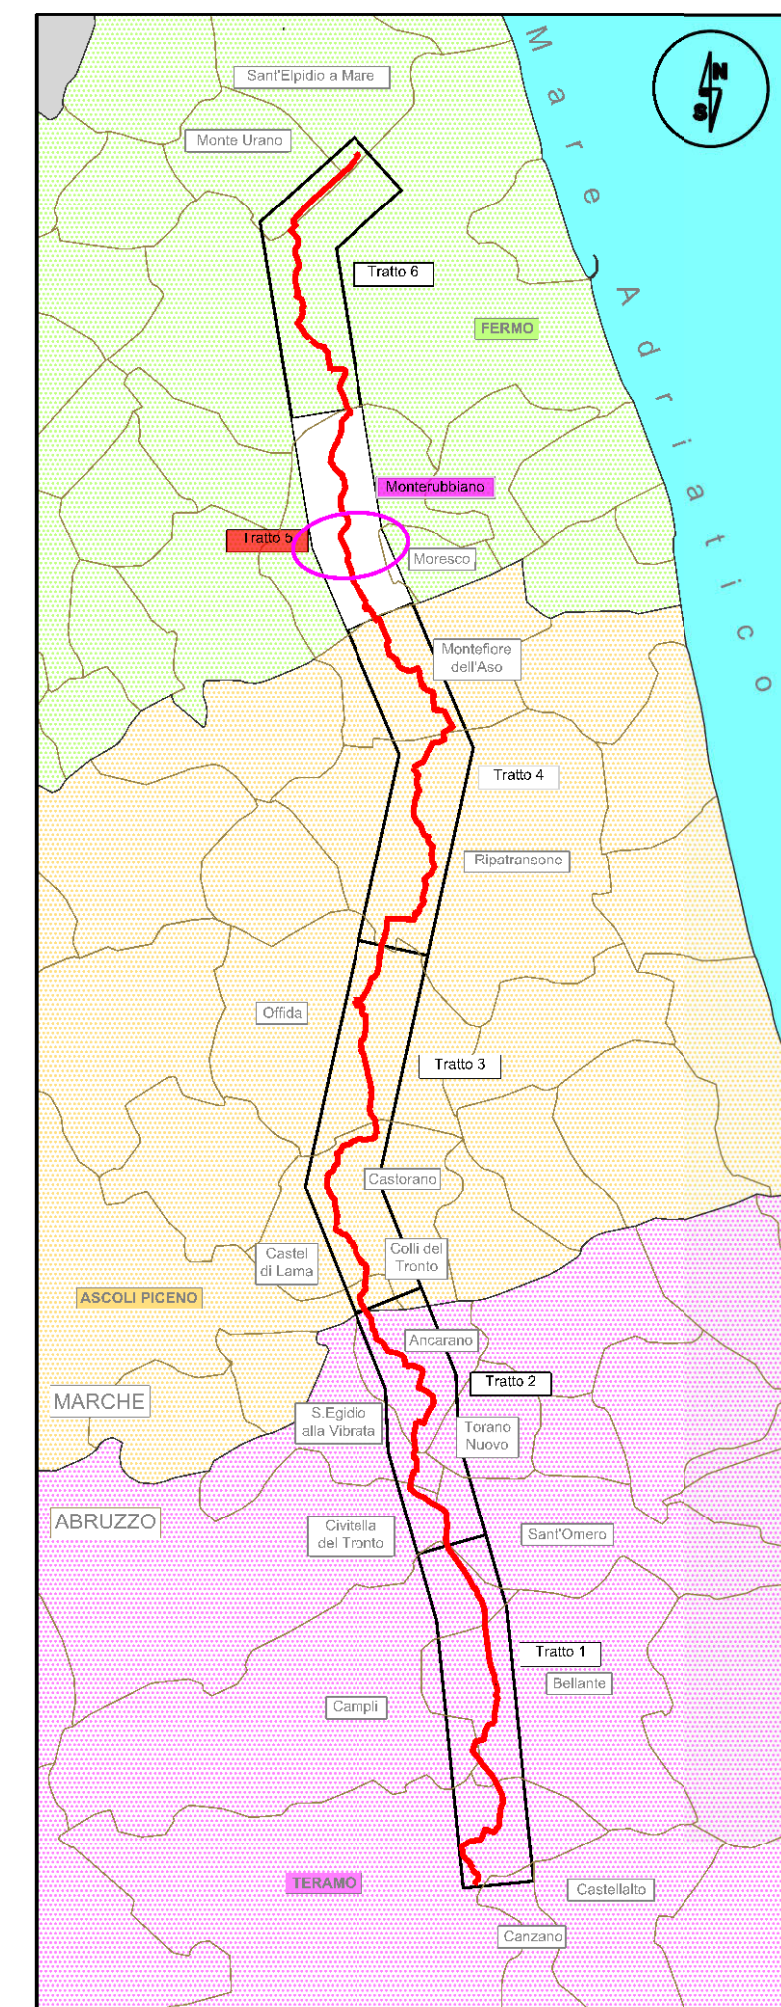 Sant'Elpidio a Mare
Monte Urano
Mare Adriatico
N
S
Tratto 6
FERMO
Monterubbiano
Tratto 5
Moresco
Montefiore
dell'Aso
Tratto 4
Ripatransone
Offida
Tratto 3
Castorano
Castel
di Lama
Colli del
Tronto
ASCOLI PICENO
Ancarano
MARCHE
Tratto 2
S.Egidio
alla Vibrata
Torano
Nuovo
ABRUZZO
Civitella
del Tronto
Sant'Omero
Tratto 1
Bellante
Campli
TERAMO
Castellalto
Canzano